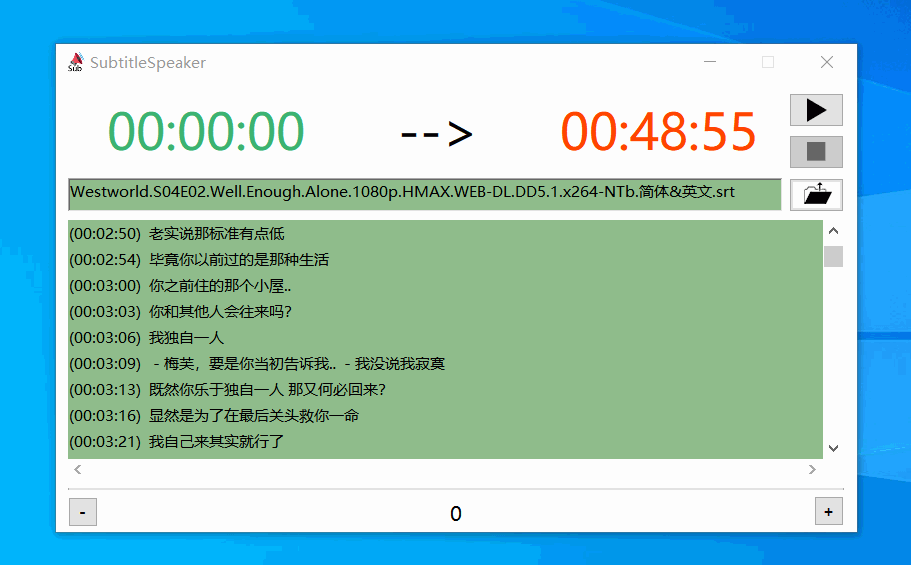 Sub SubtitleSpeaker
00:00:00 --> 00:48:55
Westworld.S04E02.Well.Enough.Alone.1080p.HMAX.WEB-DL.DD5.1.x264-NTb.简体&英文.srt
(00:02:50) 老实说那标准有点低
(00:02:54) 毕竟你以前过的是那种生活
(00:03:00) 你之前住的那个小屋..
(00:03:03) 你和其他人会往来吗?
(00:03:06) 我独自一人
(00:03:09) - 梅芙，要是你当初告诉我.. - 我没说我寂寞
(00:03:13) 既然你乐于独自一人 那又何必回来?
(00:03:16) 显然是为了在最后关头救你一命
(00:03:21) 我自己来其实就行了
- 0 +